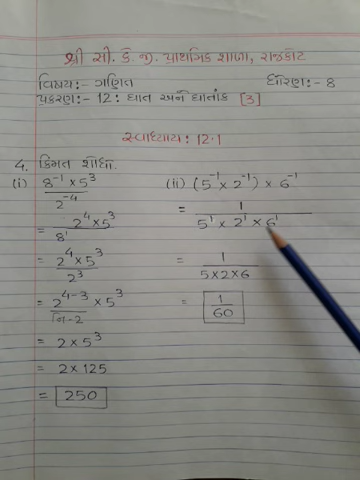 શ્રી સી. કે. જી. પ્રાથમિક શાળા, રાજકોટ
વિષય:- ગણિત ધોરણ:- 8
પ્રકરણ:- 12: ઘાત અને ઘાતાંક [3]
સ્વાધ્યાય: 12.1
4. કિંમત શોધો.
(i) 8⁻¹ × 5³ / 2⁻⁴
= 2⁴ × 5³ / 8¹
= 2⁴ × 5³ / 2³
= 2⁴⁻³ × 5³
નિ-2
= 2 × 5³
= 2 × 125
= 250
(ii) (5⁻¹ × 2⁻¹) × 6⁻¹
= 1 / 5¹ × 2¹ × 6¹
= 1 / 5 × 2 × 6
= 1 / 60